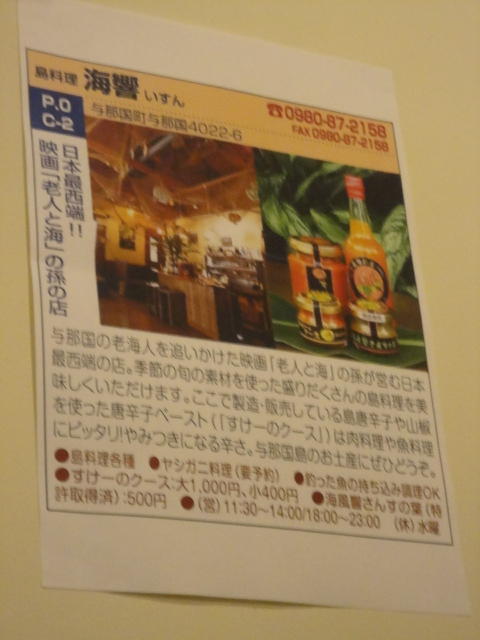 島料理 海響 いすん
☎0980-87-2158
FAX 0980-87-2158
P.0
C-2
与那国町与那国4022-6
日本最西端!!
映画「老人と海」の孫の店
与那国の老海人を追いかけた映画「老人と海」の孫が営む日本
最西端の店。季節の旬の素材を使った盛りだくさんの島料理を美
味しくいただけます。ここで製造・販売している島唐辛子や山椒
を使った唐辛子ペースト(「すけーのクース」)は肉料理や魚料理
にピッタリ!やみつきになる辛さ。与那国島のお土産にぜひどうぞ。
●島料理各種 ●ヤシガニ料理(要予約) ●釣った魚の持ち込み調理OK
●すけーのクース:大1,000円、小400円 ●海風響さんすの葉(特
許取得済):500円 ●(営)11:30~14:00/18:00~23:00 (休)水曜